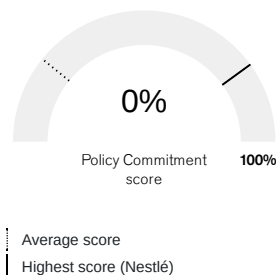 0%
Policy Commitment
score
100%
Average score
Highest score (Nestlé)